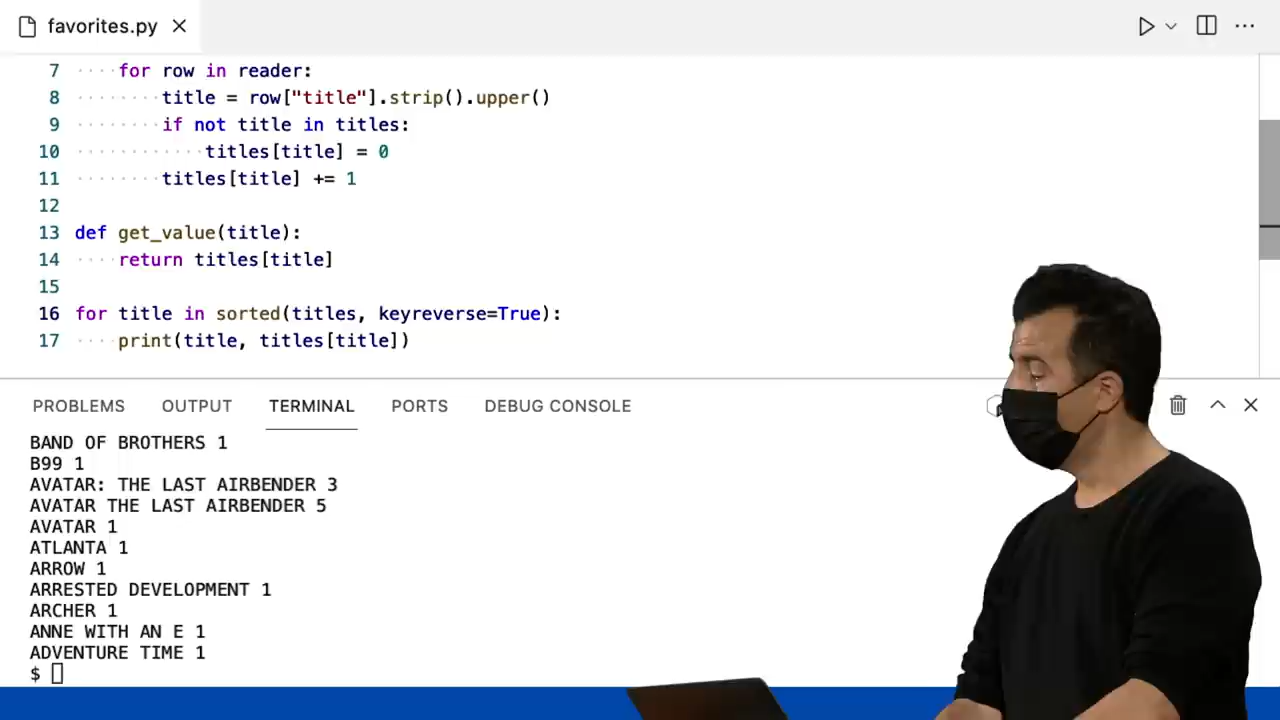 favorites.py
7 for row in reader:
8 title = row["title"].strip().upper()
9 if not title in titles:
10 titles[title] = 0
11 titles[title] += 1
12
13 def get_value(title):
14 return titles[title]
15
16 for title in sorted(titles, keyreverse=True):
17 print(title, titles[title])
PROBLEMS OUTPUT TERMINAL PORTS DEBUG CONSOLE
BAND OF BROTHERS 1
B99 1
AVATAR: THE LAST AIRBENDER 3
AVATAR THE LAST AIRBENDER 5
AVATAR 1
ATLANTA 1
ARROW 1
ARRESTED DEVELOPMENT 1
ARCHER 1
ANNE WITH AN E 1
ADVENTURE TIME 1
$